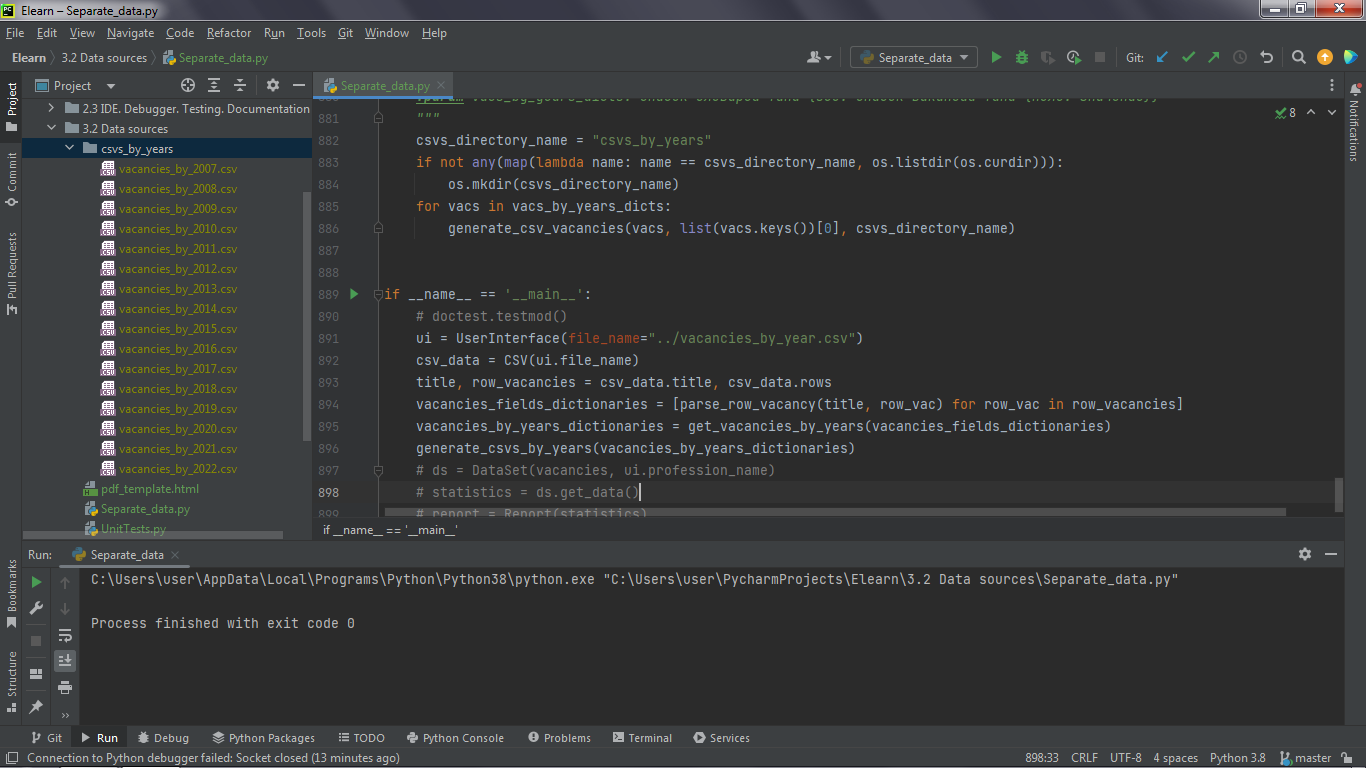 Elearn – Separate_data.py
File Edit View Navigate Code Refactor Run Tools Git Window Help
Elearn 3.2 Data sources Separate_data.py
Separate_data
Git:
Project
Separate_data.py
8
Project
Commit
Pull Requests
Bookmarks
Structure
Notifications
2.3 IDE. Debugger. Testing. Documentation
3.2 Data sources
csvs_by_years
vacancies_by_2007.csv
vacancies_by_2008.csv
vacancies_by_2009.csv
vacancies_by_2010.csv
vacancies_by_2011.csv
vacancies_by_2012.csv
vacancies_by_2013.csv
vacancies_by_2014.csv
vacancies_by_2015.csv
vacancies_by_2016.csv
vacancies_by_2017.csv
vacancies_by_2018.csv
vacancies_by_2019.csv
vacancies_by_2020.csv
vacancies_by_2021.csv
vacancies_by_2022.csv
pdf_template.html
Separate_data.py
UnitTests.py
881 """
882 csvs_directory_name = "csvs_by_years"
883 if not any(map(lambda name: name == csvs_directory_name, os.listdir(os.curdir))):
884 os.mkdir(csvs_directory_name)
885 for vacs in vacs_by_years_dicts:
886 generate_csv_vacancies(vacs, list(vacs.keys())[0], csvs_directory_name)
887
888
889 if __name__ == '__main__':
890 # doctest.testmod()
891 ui = UserInterface(file_name="../vacancies_by_year.csv")
892 csv_data = CSV(ui.file_name)
893 title, row_vacancies = csv_data.title, csv_data.rows
894 vacancies_fields_dictionaries = [parse_row_vacancy(title, row_vac) for row_vac in row_vacancies]
895 vacancies_by_years_dictionaries = get_vacancies_by_years(vacancies_fields_dictionaries)
896 generate_csvs_by_years(vacancies_by_years_dictionaries)
897 # ds = DataSet(vacancies, ui.profession_name)
898 # statistics = ds.get_data()
899 # report = Report(statistics)
if __name__ == '__main__'
Run: Separate_data
C:\Users\user\AppData\Local\Programs\Python\Python38\python.exe "C:\Users\user\PycharmProjects\Elearn\3.2 Data sources\Separate_data.py"
Process finished with exit code 0
Git Run Debug Python Packages TODO Python Console Problems Terminal Services
Connection to Python debugger failed: Socket closed (13 minutes ago)
898:33 CRLF UTF-8 4 spaces Python 3.8 master